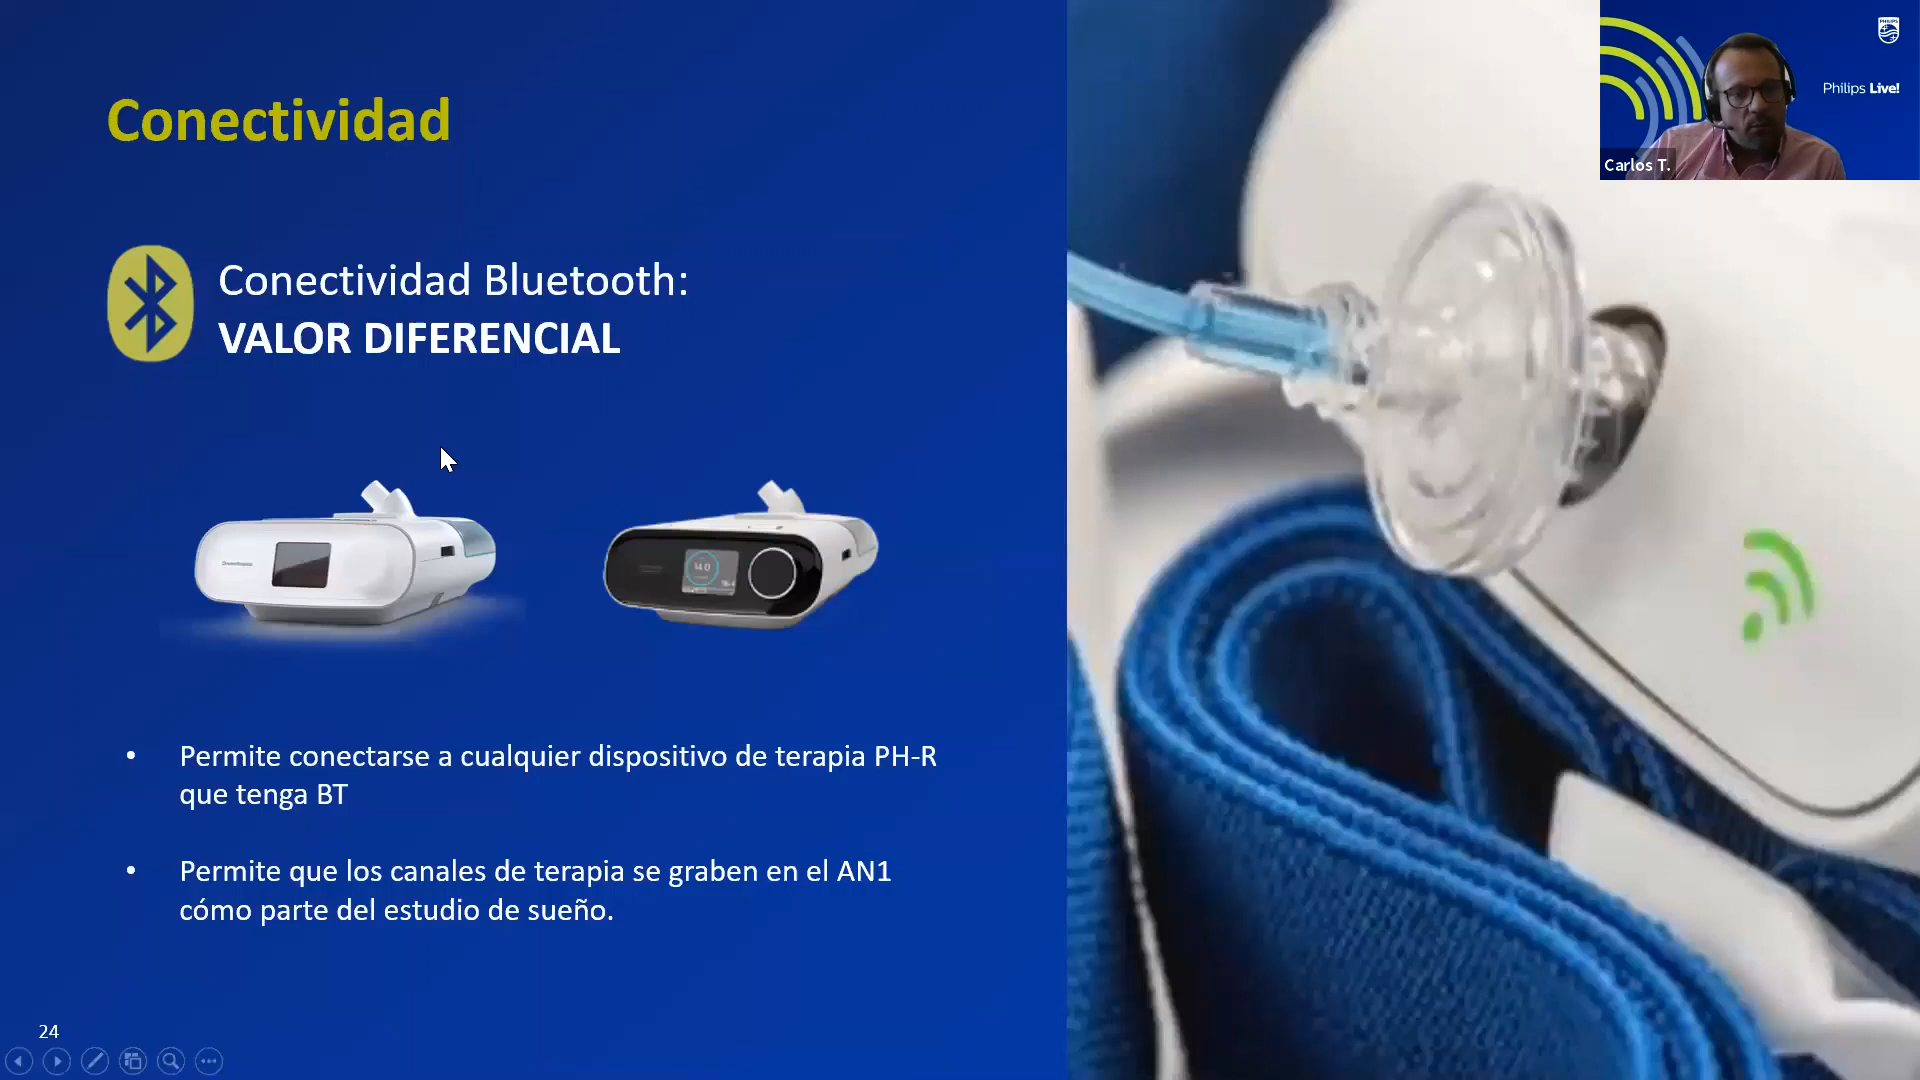 Conectividad
Conectividad Bluetooth:
VALOR DIFERENCIAL
• Permite conectarse a cualquier dispositivo de terapia PH-R
que tenga BT
• Permite que los canales de terapia se graben en el AN1
cómo parte del estudio de sueño.
24
Philips Live!
Carlos T.